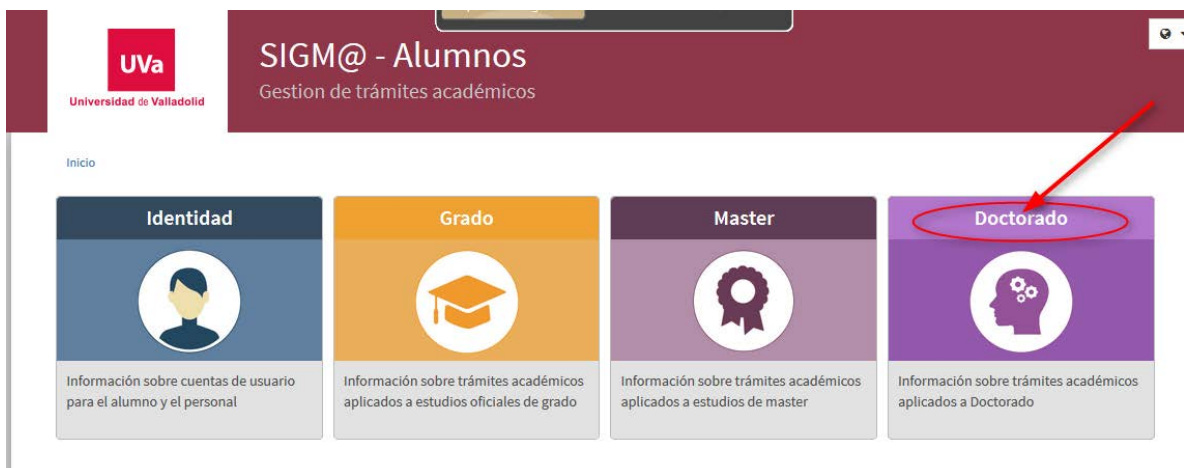 UVa
Universidad de Valladolid
SIGM@ - Alumnos
Gestion de trámites académicos
Inicio
Identidad
Información sobre cuentas de usuario
para el alumno y el personal
Grado
Información sobre trámites académicos
aplicados a estudios oficiales de grado
Master
Información sobre trámites académicos
aplicados a estudios de master
Doctorado
Información sobre trámites académicos
aplicados a Doctorado